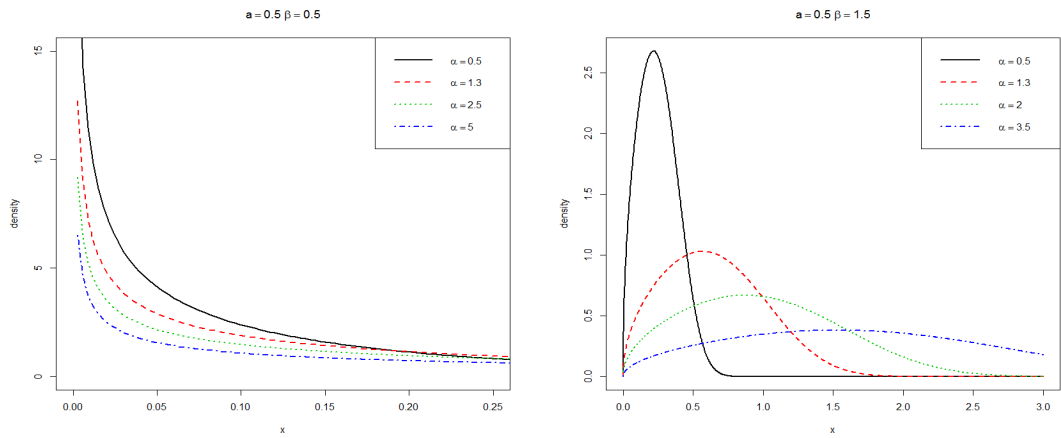 a = 0.5 β = 0.5
15
10
5
0
density
0.00
0.05
0.10
0.15
0.20
0.25
x
α = 0.5
α = 1.3
α = 2.5
α = 5
a = 0.5 β = 1.5
2.5
2.0
1.5
1.0
0.5
0.0
density
0.0
0.5
1.0
1.5
2.0
2.5
3.0
x
α = 0.5
α = 1.3
α = 2
α = 3.5